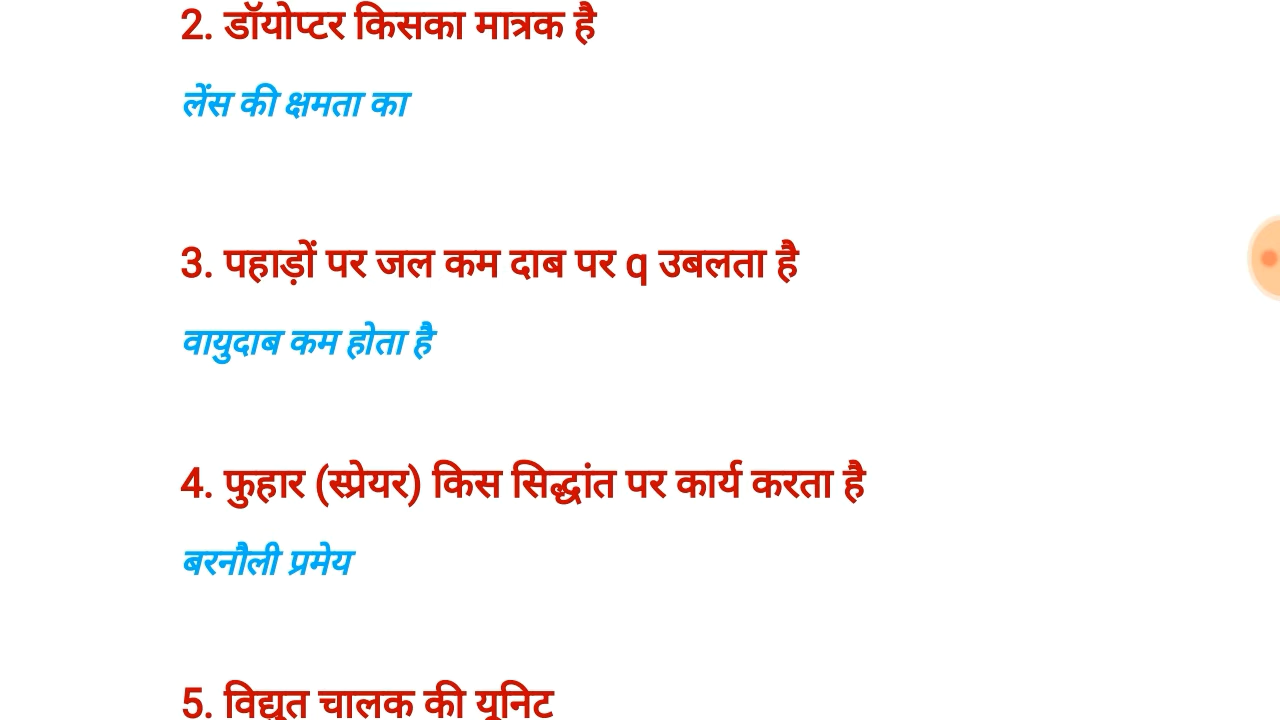 2. डॉयोप्टर किसका मात्रक है
लेंस की क्षमता का
3. पहाड़ों पर जल कम दाब पर q उबलता है
वायुदाब कम होता है
4. फुहार (स्प्रेयर) किस सिद्धांत पर कार्य करता है
बरनौली प्रमेय
5. विद्युत चालक की यूनिट